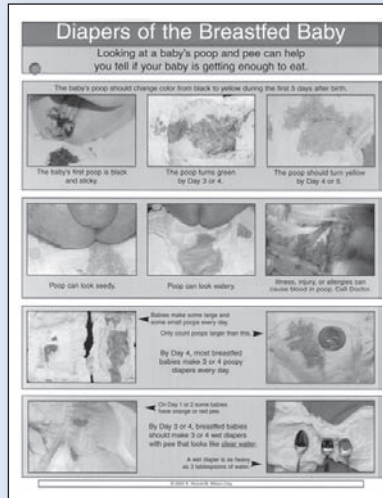 Diapers of the Breastfed Baby
Looking at a baby's poop and pee can help
you tell if your baby is getting enough to eat.
The baby's poop should change color from black to yellow during the first 5 days after birth.
The baby's first poop is black
and sticky.
The poop turns green
by Day 3 or 4.
The poop should turn yellow
by Day 4 or 5.
Poop can look seedy.
Poop can look watery.
Illness, injury, or allergies can
cause blood in poop. Call Doctor.
Babies make some large and
some small poops every day.
Only count poops larger than this.
By Day 4, most breastfed
babies make 3 or 4 poopy
diapers every day.
On Day 1 or 2 some babies
have orange or red pee.
By Day 3 or 4, breastfed babies
should make 3 or 4 wet diapers
with pee that looks like clear water.
A wet diaper is as heavy
as 3 tablespoons of water.